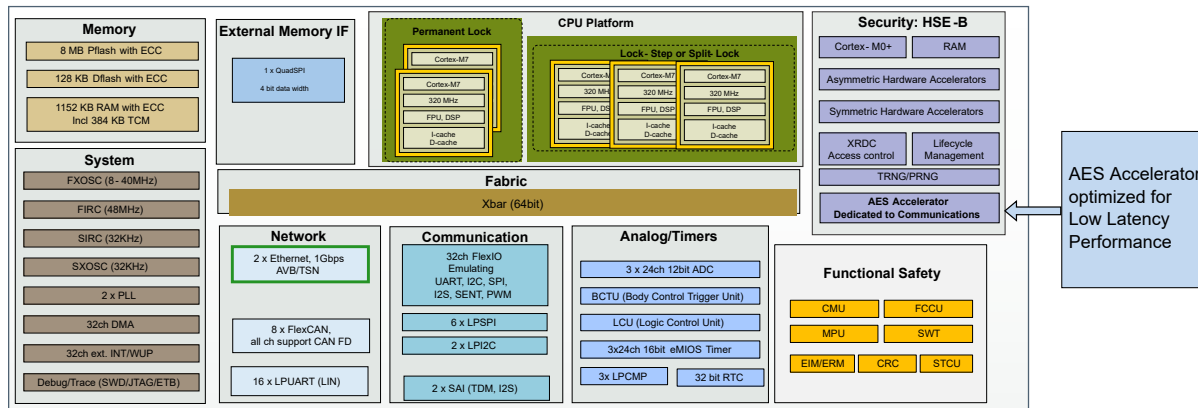 Memory
8 MB Pflash with ECC
128 KB Dflash with ECC
1152 KB RAM with ECC
Incl 384 KB TCM
External Memory IF
1 x QuadSPI
4 bit data width
CPU Platform
Permanent Lock
Cortex-M7
Cortex-M7
320 MHz
FPU, DSP
I-cache
D-cache
Lock- Step or Split- Lock
Cortex-M7
320 MHz
FPU, DSP
I-cache
D-cache
Cortex-M7
320 MHz
FPU, DSP
I-cache
D-cache
Cortex-M7
320 MHz
FPU, DSP
I-cache
D-cache
Security: HSE-B
Cortex- M0+
RAM
Asymmetric Hardware Accelerators
Symmetric Hardware Accelerators
XRDC
Access control
Lifecycle
Management
TRNG/PRNG
AES Accelerator
Dedicated to Communications
AES Accelerator
optimized for
Low Latency
Performance
System
FXOSC (8- 40MHz)
FIRC (48MHz)
SIRC (32KHz)
SXOSC (32KHz)
2 x PLL
32ch DMA
32ch ext. INT/WUP
Debug/Trace (SWD/JTAG/ETB)
Fabric
Xbar (64bit)
Network
2 x Ethernet, 1Gbps
AVB/TSN
8 x FlexCAN,
all ch support CAN FD
16 x LPUART (LIN)
Communication
32ch FlexIO
Emulating
UART, I2C, SPI,
I2S, SENT, PWM
6 x LPSPI
2 x LPI2C
2 x SAI (TDM, I2S)
Analog/Timers
3 x 24ch 12bit ADC
BCTU (Body Control Trigger Unit)
LCU (Logic Control Unit)
3x24ch 16bit eMIOS Timer
3x LPCMP
32 bit RTC
Functional Safety
CMU
FCCU
MPU
SWT
EIM/ERM
CRC
STCU